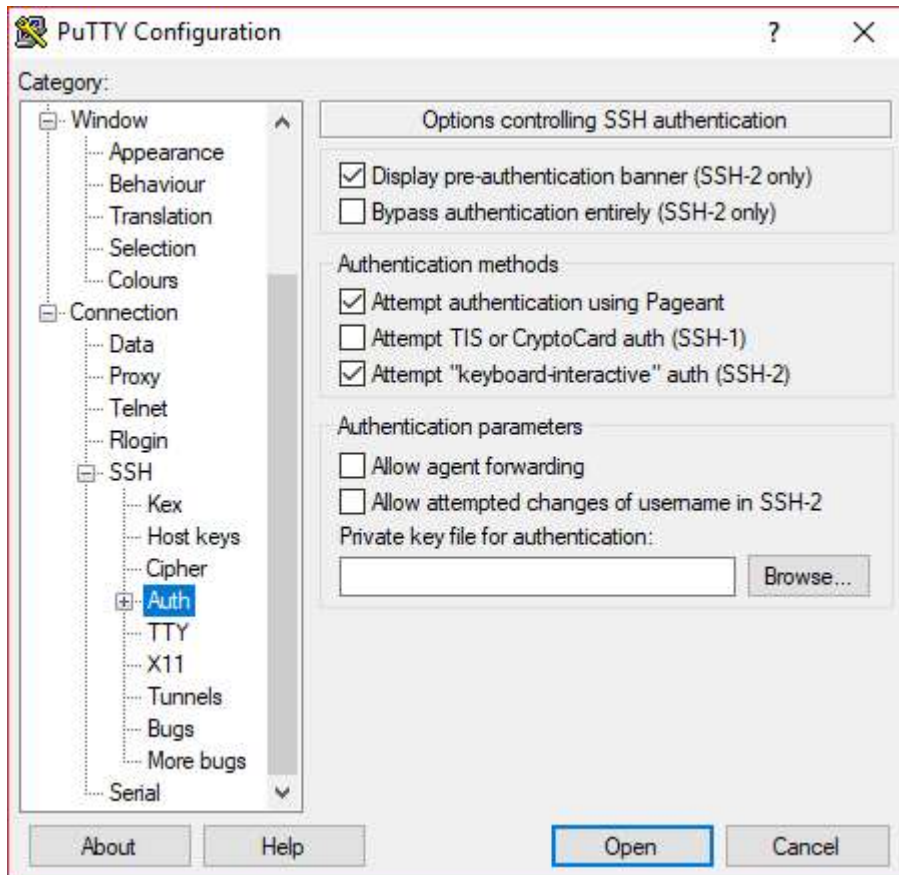 PuTTY Configuration
Category:
Window
Appearance
Behaviour
Translation
Selection
Colours
Connection
Data
Proxy
Telnet
Rlogin
SSH
Kex
Host keys
Cipher
Auth
TTY
X11
Tunnels
Bugs
More bugs
Serial
Options controlling SSH authentication
Display pre-authentication banner (SSH-2 only)
Bypass authentication entirely (SSH-2 only)
Authentication methods
Attempt authentication using Pageant
Attempt TIS or CryptoCard auth (SSH-1)
Attempt "keyboard-interactive" auth (SSH-2)
Authentication parameters
Allow agent forwarding
Allow attempted changes of username in SSH-2
Private key file for authentication:
Browse...
About
Help
Open
Cancel